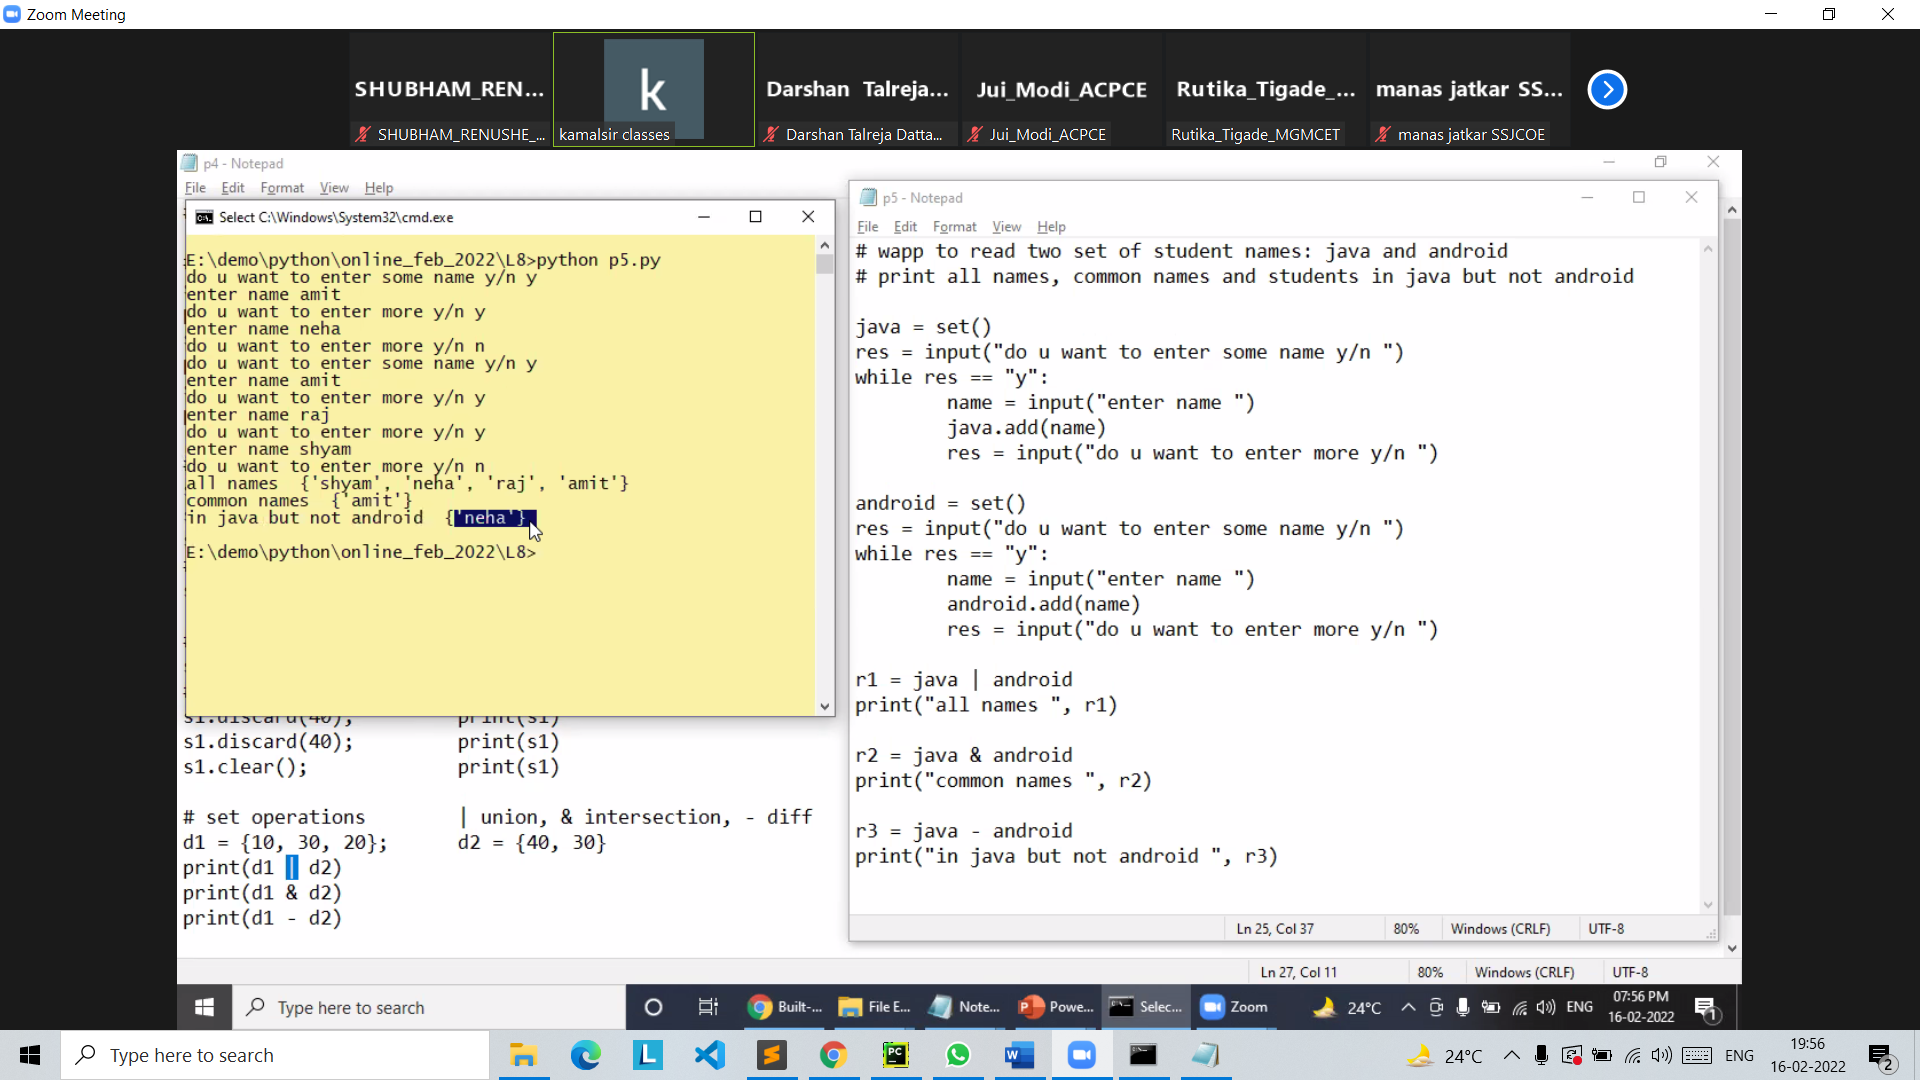 Zoom Meeting
SHUBHAM_REN...
k
Darshan Talreja...
Jui_Modi_ACPCE
Rutika_Tigade_...
manas jatkar SS...
SHUBHAM_RENUSHE_...
kamalsir classes
Darshan Talreja Datta...
Jui_Modi_ACPCE
Rutika_Tigade_MGMCET
manas jatkar SSJCOE
p4 - Notepad
File Edit Format View Help
Select C:\Windows\System32\cmd.exe
E:\demo\python\online_feb_2022\L8>python p5.py
do u want to enter some name y/n y
enter name amit
do u want to enter more y/n y
enter name neha
do u want to enter more y/n n
do u want to enter some name y/n y
enter name amit
do u want to enter more y/n y
enter name raj
do u want to enter more y/n y
enter name shyam
do u want to enter more y/n n
all names  {'shyam', 'neha', 'raj', 'amit'}
common names  {'amit'}
in java but not android  {'neha'}
E:\demo\python\online_feb_2022\L8>
s1.discard(40);         print(s1)
s1.discard(40);         print(s1)
s1.clear();             print(s1)
# set operations        | union, & intersection, - diff
d1 = {10, 30, 20};      d2 = {40, 30}
print(d1 | d2)
print(d1 & d2)
print(d1 - d2)
p5 - Notepad
File Edit Format View Help
# wapp to read two set of student names: java and android
# print all names, common names and students in java but not android
java = set()
res = input("do u want to enter some name y/n ")
while res == "y":
        name = input("enter name ")
        java.add(name)
        res = input("do u want to enter more y/n ")
android = set()
res = input("do u want to enter some name y/n ")
while res == "y":
        name = input("enter name ")
        android.add(name)
        res = input("do u want to enter more y/n ")
r1 = java | android
print("all names ", r1)
r2 = java & android
print("common names ", r2)
r3 = java - android
print("in java but not android ", r3)
Ln 25, Col 37 80% Windows (CRLF) UTF-8
Ln 27, Col 11 80% Windows (CRLF) UTF-8
Type here to search Built-... File E... Note... Powe... Selec... Zoom 24°C ENG 07:56 PM
16-02-2022 1
Type here to search 24°C ENG 19:56
16-02-2022 2